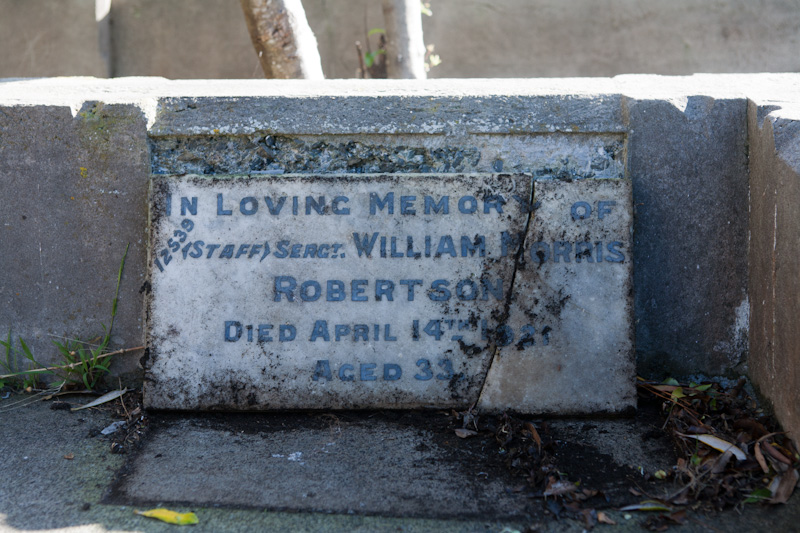 IN LOVING MEMORY OF
12539 (STAFF) SERGT. WILLIAM MORRIS
ROBERTSON
DIED APRIL 14TH 1921
AGED 33